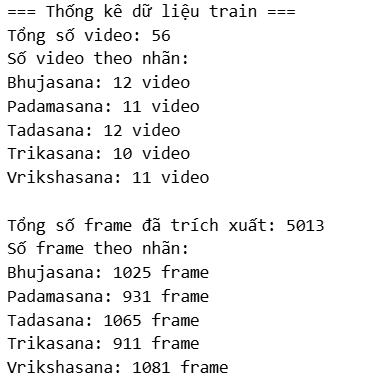 === Thống kê dữ liệu train ===
Tổng số video: 56
Số video theo nhãn:
Bhujasana: 12 video
Padamasana: 11 video
Tadasana: 12 video
Trikasana: 10 video
Vrikshasana: 11 video

Tổng số frame đã trích xuất: 5013
Số frame theo nhãn:
Bhujasana: 1025 frame
Padamasana: 931 frame
Tadasana: 1065 frame
Trikasana: 911 frame
Vrikshasana: 1081 frame